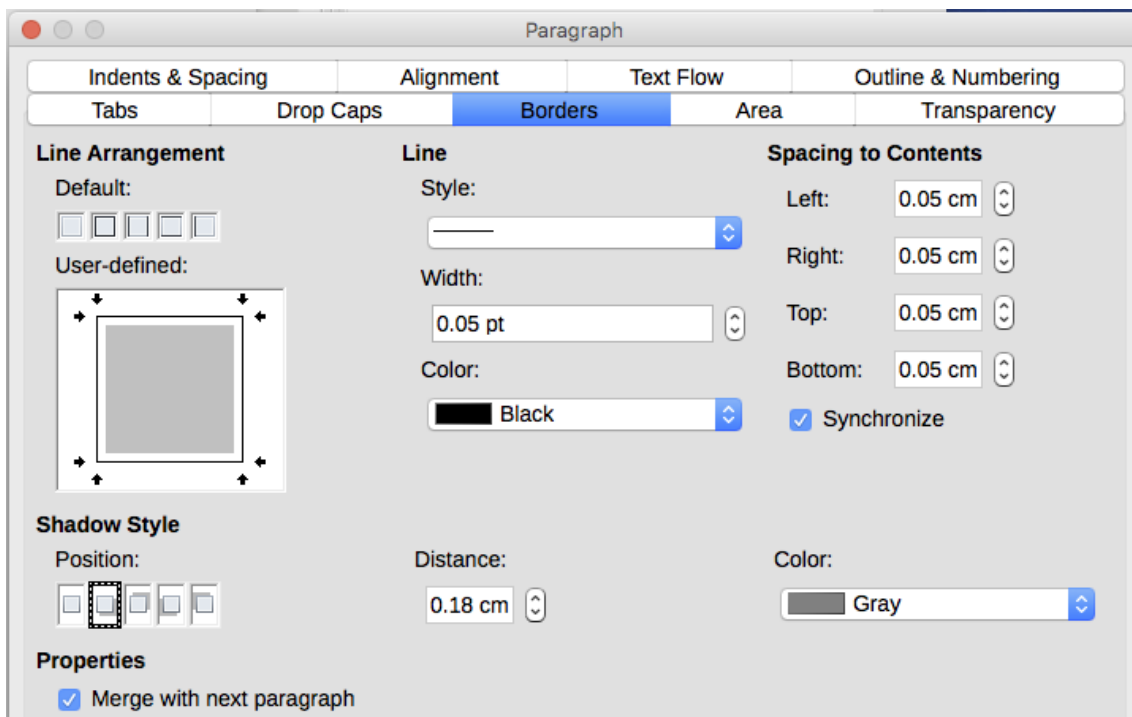 Paragraph
Indents & Spacing Alignment Text Flow Outline & Numbering
Tabs Drop Caps Borders Area Transparency
Line Arrangement
Default:
User-defined:
Line
Style:
Width:
0.05 pt
Color:
Black
Spacing to Contents
Left: 0.05 cm
Right: 0.05 cm
Top: 0.05 cm
Bottom: 0.05 cm
Synchronize
Shadow Style
Position:
Distance:
0.18 cm
Color:
Gray
Properties
Merge with next paragraph